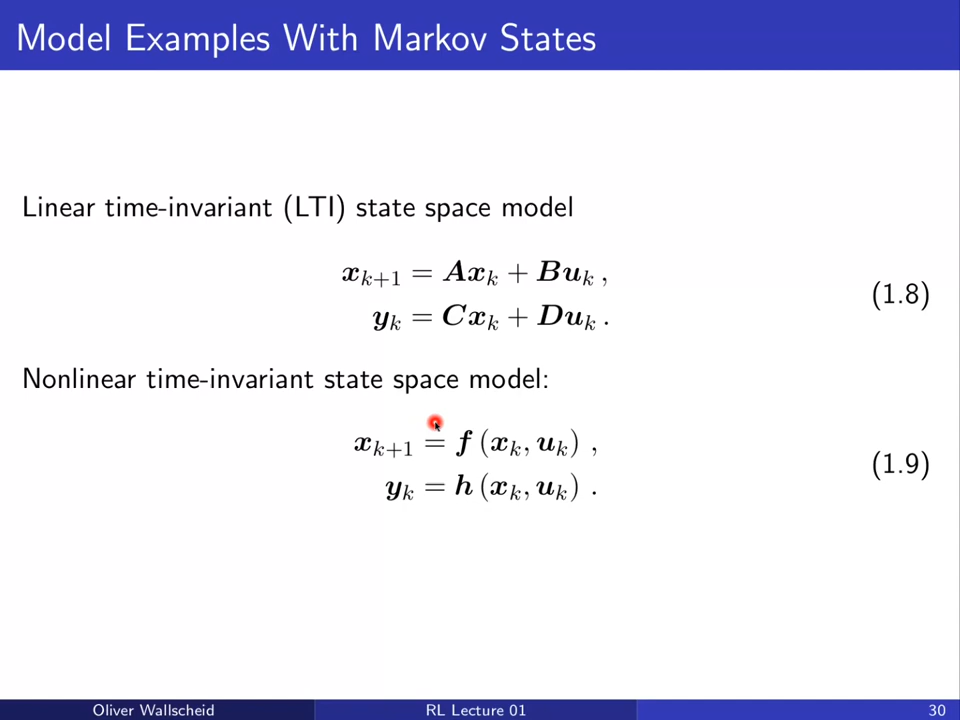 Model Examples With Markov States
Linear time-invariant (LTI) state space model
x_{k+1} = Ax_k + Bu_k ,
y_k = Cx_k + Du_k .
(1.8)
Nonlinear time-invariant state space model:
x_{k+1} = f (x_k, u_k) ,
y_k = h (x_k, u_k) .
(1.9)
Oliver Wallscheid
RL Lecture 01
30